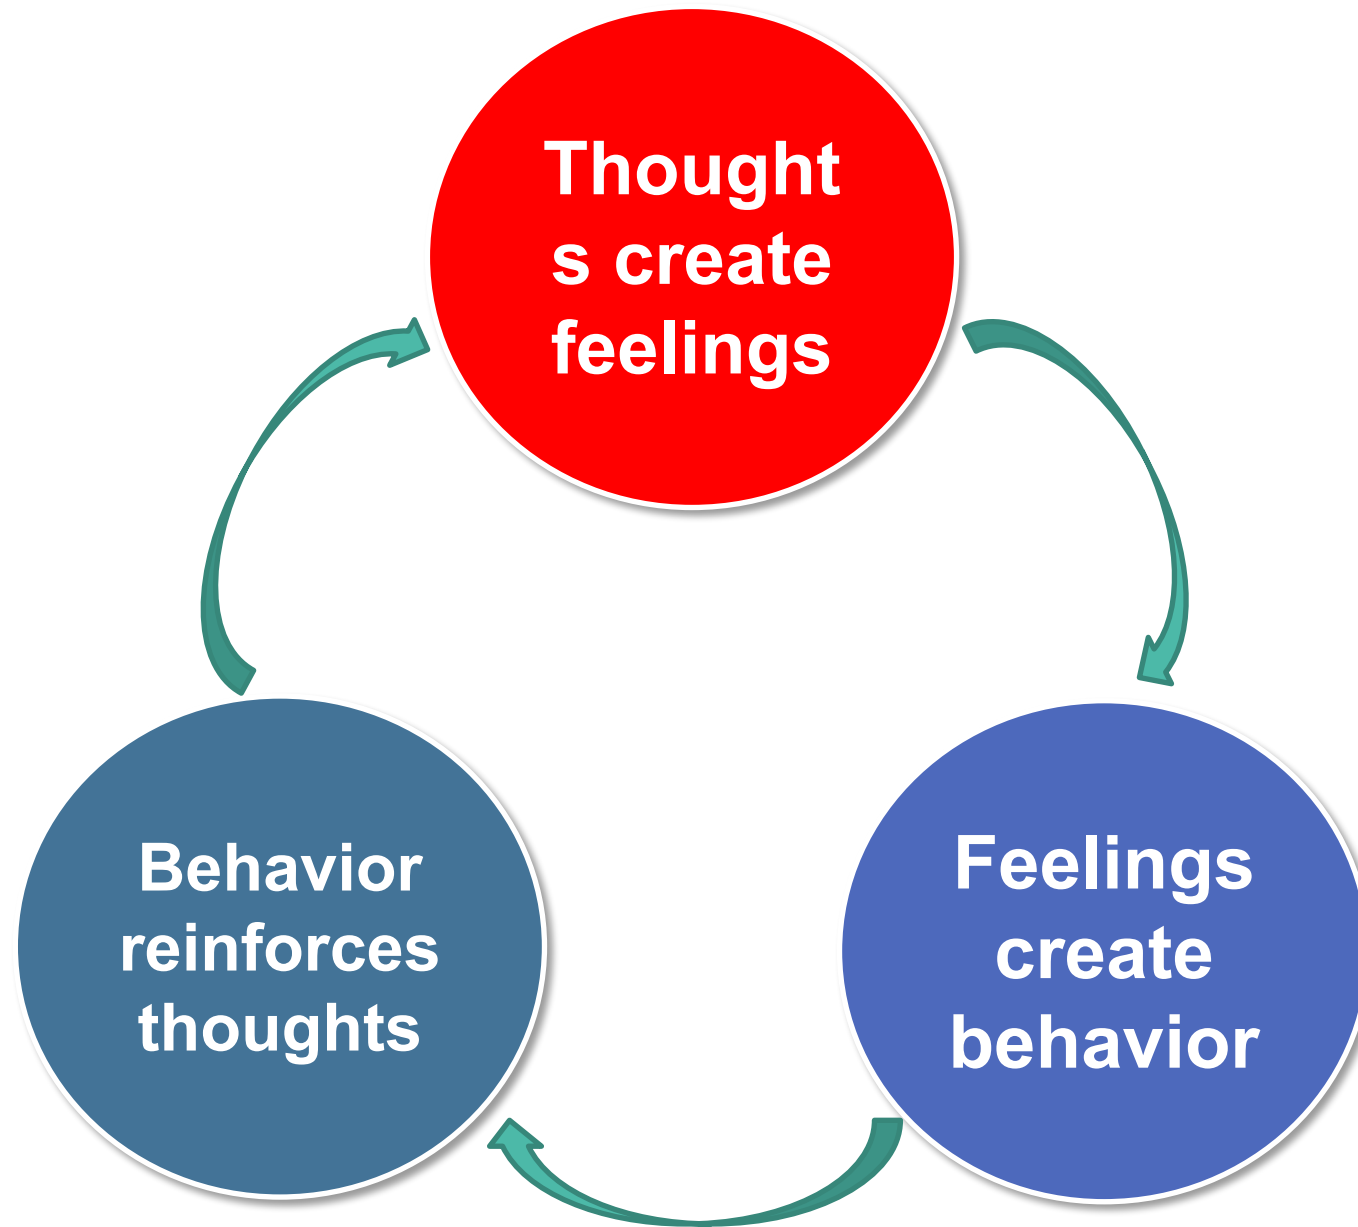 Thought
s create
feelings
Feelings
create
behavior
Behavior
reinforces
thoughts